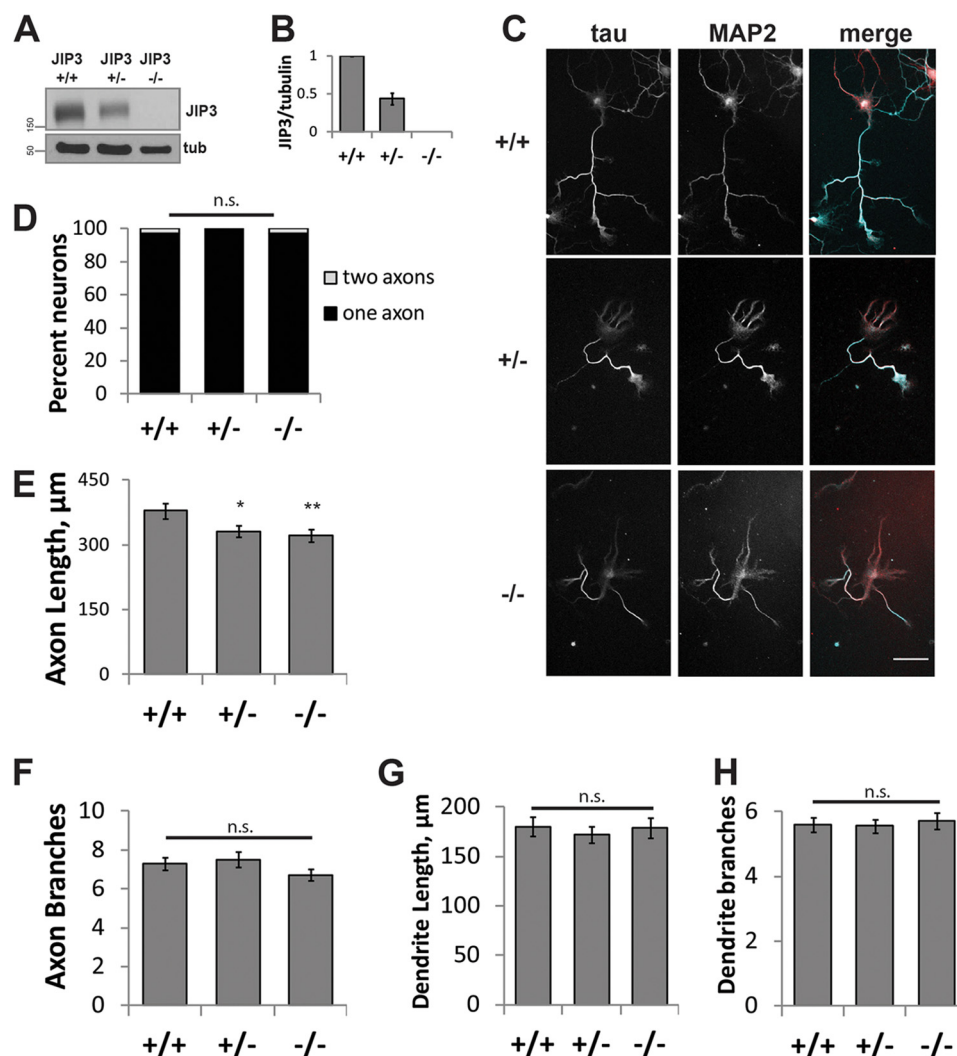 A
JIP3 JIP3 JIP3
+/+ +/- -/-
JIP3
150
50
tub
B
JIP3/tubulin
1
0.5
0
+/+ +/- -/-
C
tau MAP2 merge
+/+
+/-
-/-
D
n.s.
Percent neurons
100
80
60
40
20
0
two axons
one axon
+/+ +/- -/-
E
Axon Length, µm
450
300
150
0
* **
+/+ +/- -/-
F
Axon Branches
10
8
6
4
2
0
n.s.
+/+ +/- -/-
G
Dendrite Length, µm
200
150
100
50
0
n.s.
+/+ +/- -/-
H
Dendrite branches
6
4
2
0
n.s.
+/+ +/- -/-